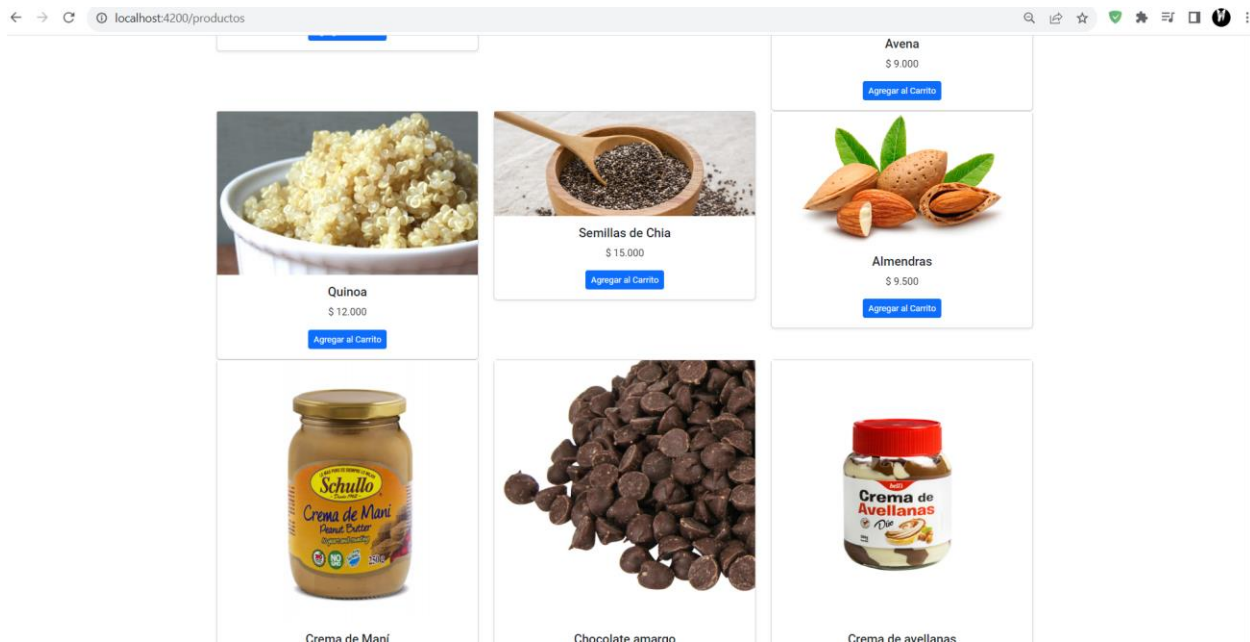 localhost:4200/productos
Avena
$ 9.000
Agregar al Carrito
Quinoa
$ 12.000
Agregar al Carrito
Semillas de Chia
$ 15.000
Agregar al Carrito
Almendras
$ 9.500
Agregar al Carrito
Schullo
Crema de Mani
Peanut Butter
Crema de Maní
Chocolate amargo
Crema de
Avellanas
Dúo
Crema de avellanas